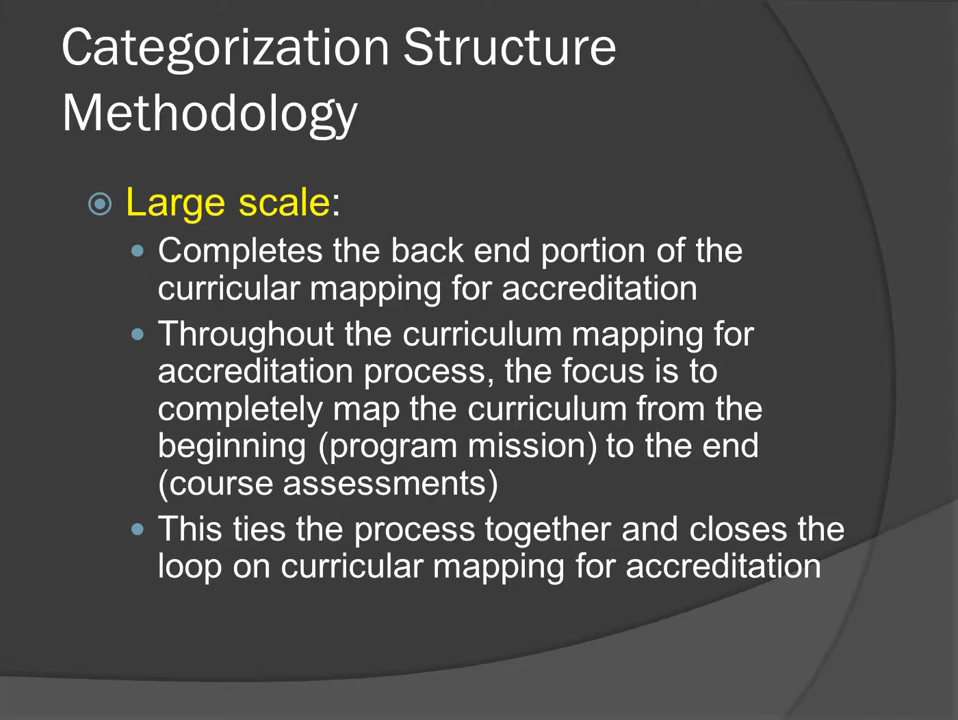 Categorization Structure
Methodology
Large scale:
Completes the back end portion of the
curricular mapping for accreditation
Throughout the curriculum mapping for
accreditation process, the focus is to
completely map the curriculum from the
beginning (program mission) to the end
(course assessments)
This ties the process together and closes the
loop on curricular mapping for accreditation